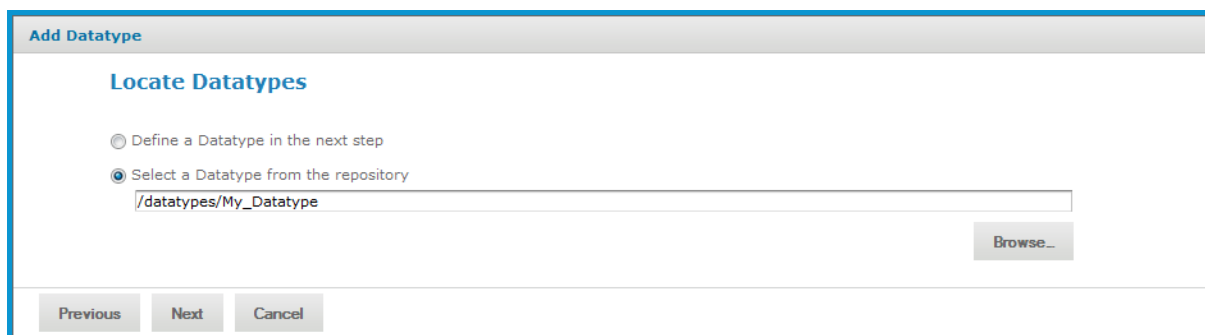 Add Datatype
Locate Datatypes
Define a Datatype in the next step
Select a Datatype from the repository
/datatypes/My_Datatype
Browse...
Previous Next Cancel